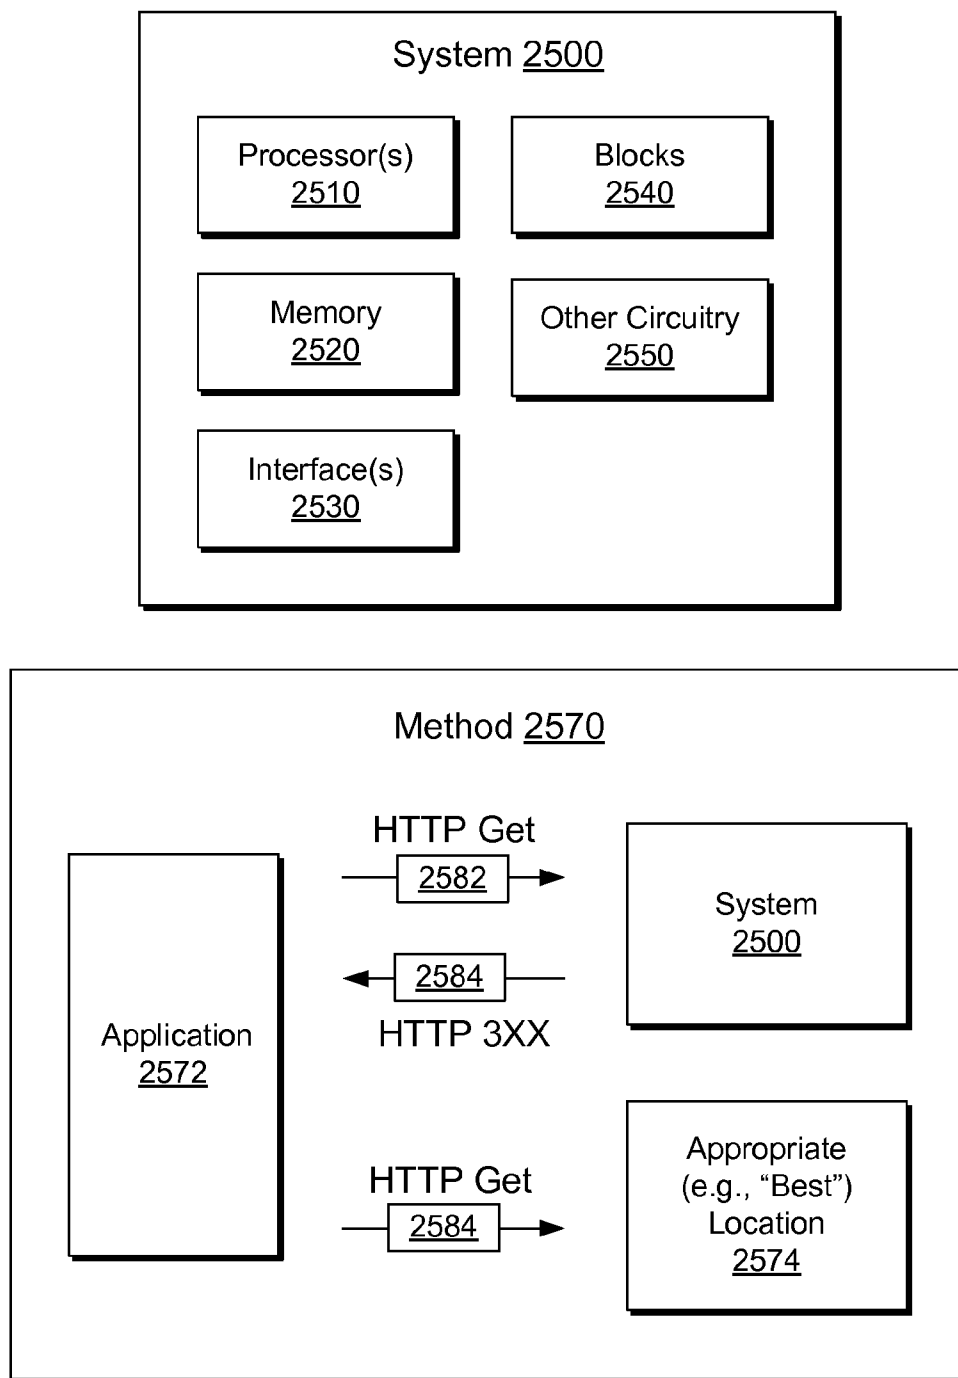 System 2500
Processor(s)
2510
Blocks
2540
Memory
2520
Other Circuitry
2550
Interface(s)
2530
Method 2570
HTTP Get
2582
2584
HTTP 3XX
Application
2572
System
2500
HTTP Get
2584
Appropriate
(e.g., “Best”)
Location
2574